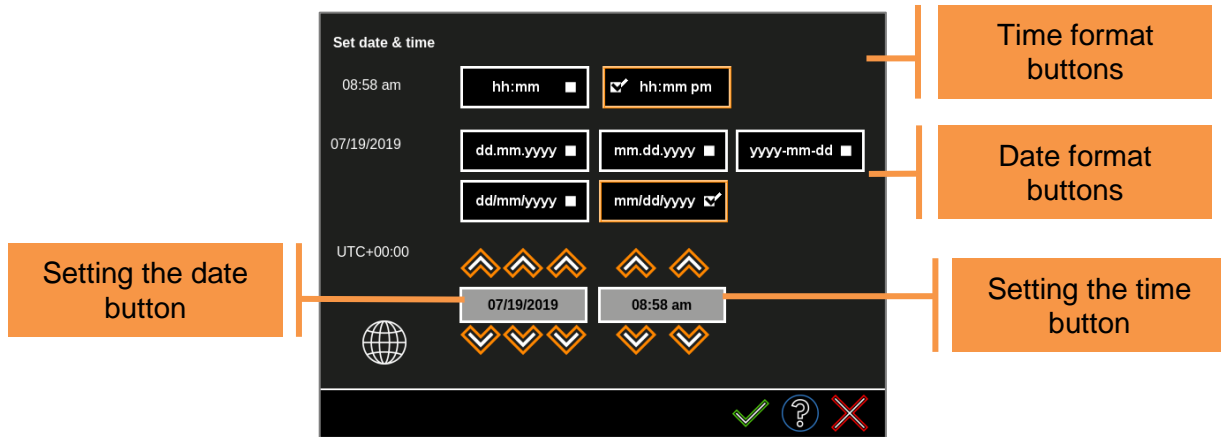 Set date & time
08:58 am
hh:mm
hh:mm pm
Time format
buttons
07/19/2019
dd.mm.yyyy
mm.dd.yyyy
yyyy-mm-dd
dd/mm/yyyy
mm/dd/yyyy
Date format
buttons
UTC+00:00
Setting the date
button
07/19/2019
08:58 am
Setting the time
button
?